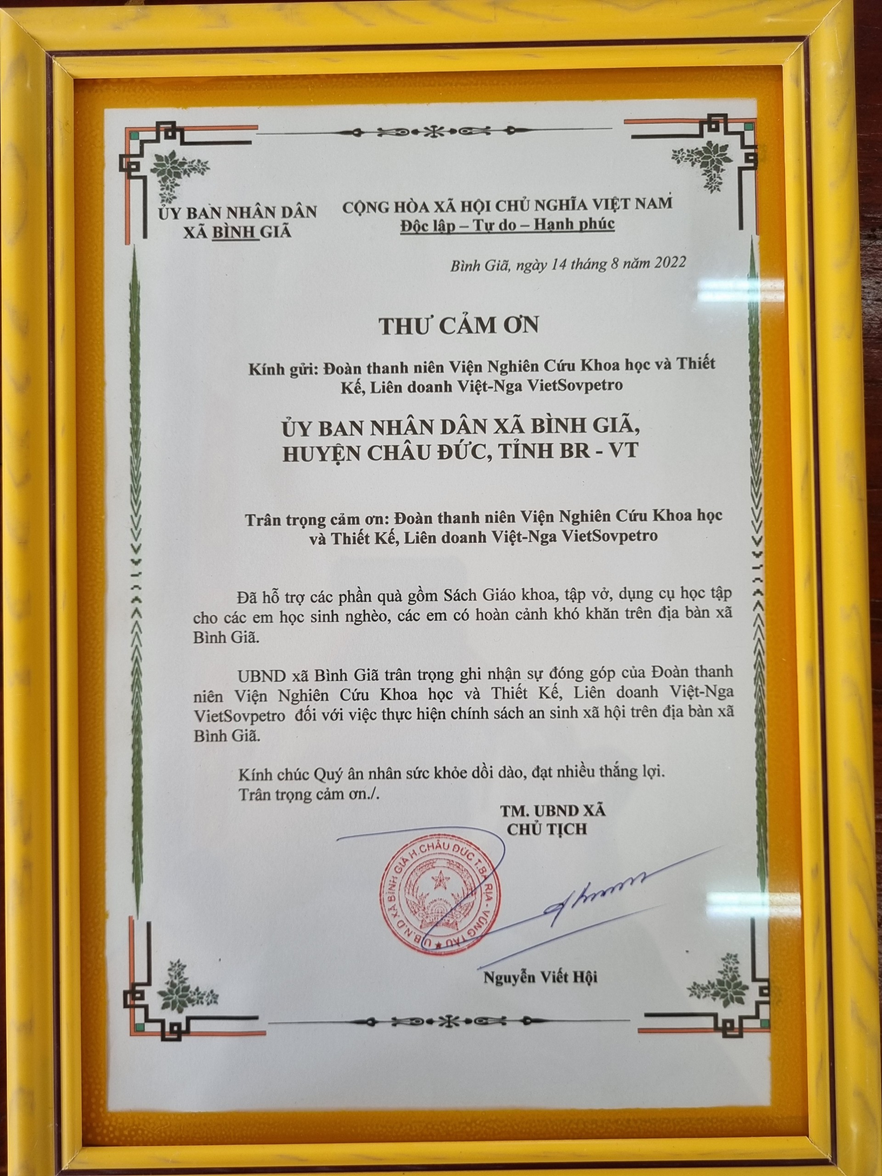 ỦY BAN NHÂN DÂN
XÃ BÌNH GIÃ
CỘNG HÒA XÃ HỘI CHỦ NGHĨA VIỆT NAM
Độc lập – Tự do – Hạnh phúc
Bình Giã, ngày 14 tháng 8 năm 2022
THƯ CẢM ƠN
Kính gửi: Đoàn thanh niên Viện Nghiên Cứu Khoa học và Thiết
Kế, Liên doanh Việt-Nga VietSovpetro
ỦY BAN NHÂN DÂN XÃ BÌNH GIÃ,
HUYỆN CHÂU ĐỨC, TỈNH BR - VT
Trân trọng cảm ơn: Đoàn thanh niên Viện Nghiên Cứu Khoa học
và Thiết Kế, Liên doanh Việt-Nga VietSovpetro
Đã hỗ trợ các phần quà gồm Sách Giáo khoa, tập vở, dụng cụ học tập
cho các em học sinh nghèo, các em có hoàn cảnh khó khăn trên địa bàn xã
Bình Giã.
UBND xã Bình Giã trân trọng ghi nhận sự đóng góp của Đoàn thanh
niên Viện Nghiên Cứu Khoa học và Thiết Kế, Liên doanh Việt-Nga
VietSovpetro đối với việc thực hiện chính sách an sinh xã hội trên địa bàn xã
Bình Giã.
Kính chúc Quý ân nhân sức khỏe dồi dào, đạt nhiều thắng lợi.
Trân trọng cảm ơn./.
TM. UBND XÃ
CHỦ TỊCH
U.B.N.D XÃ BÌNH GIÃ H.CHÂU ĐỨC T.BÀ RỊA - VŨNG TÀU
Nguyễn Viết Hội